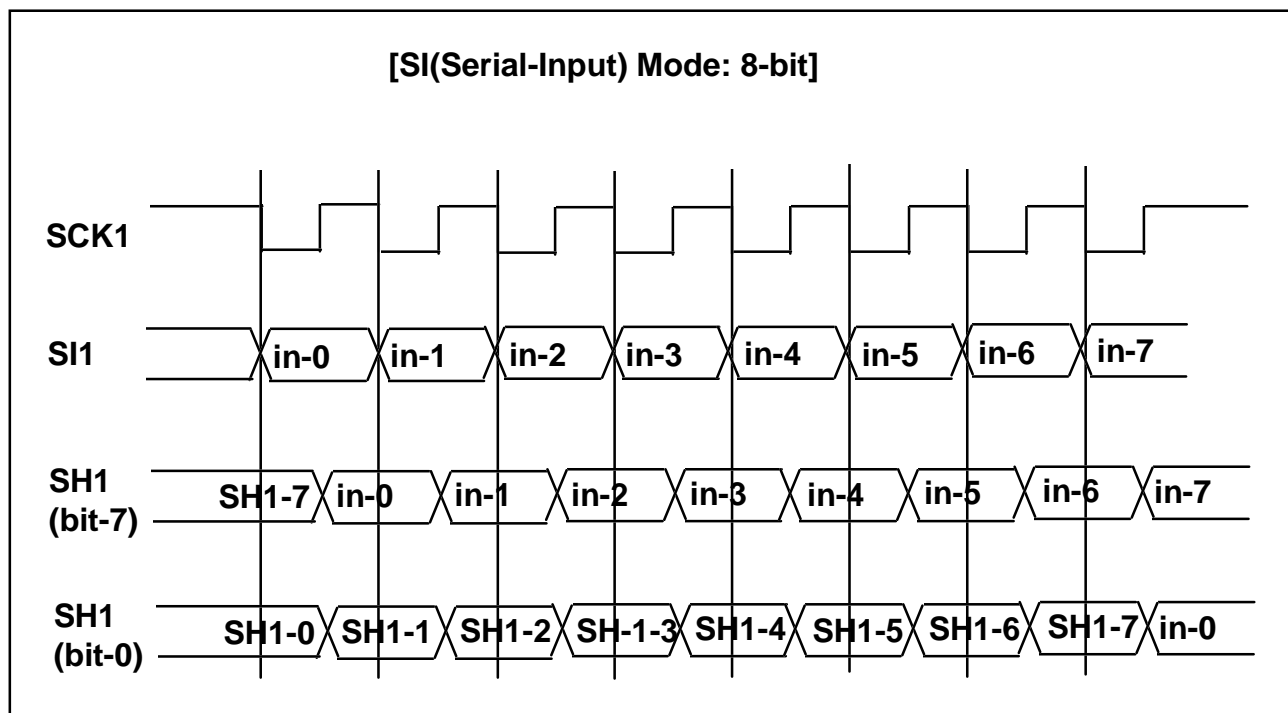 [SI(Serial-Input) Mode: 8-bit]
SCK1
SI1 in-0 in-1 in-2 in-3 in-4 in-5 in-6 in-7
SH1
(bit-7) SH1-7 in-0 in-1 in-2 in-3 in-4 in-5 in-6 in-7
SH1
(bit-0) SH1-0 SH1-1 SH1-2 SH-1-3 SH1-4 SH1-5 SH1-6 SH1-7 in-0